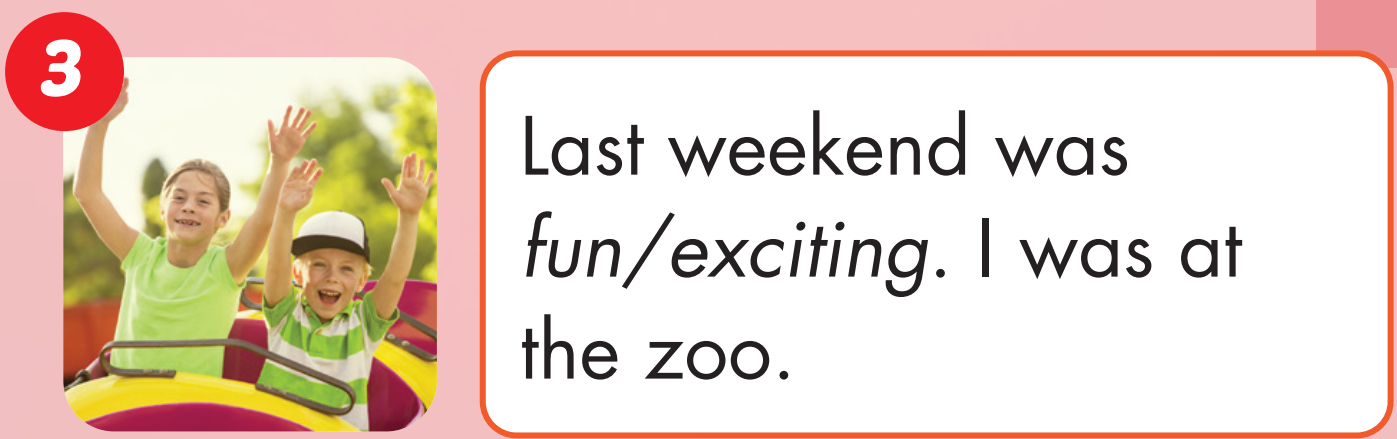 3
Last weekend was
fun/exciting. I was at
the zoo.